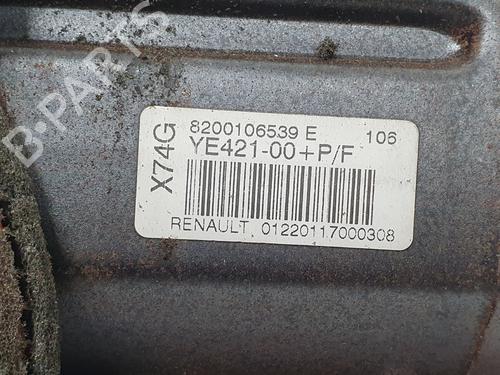 B-PARTS
X74G
8200106539 E 106
YE421-00+P/F
RENAULT 01220117000308